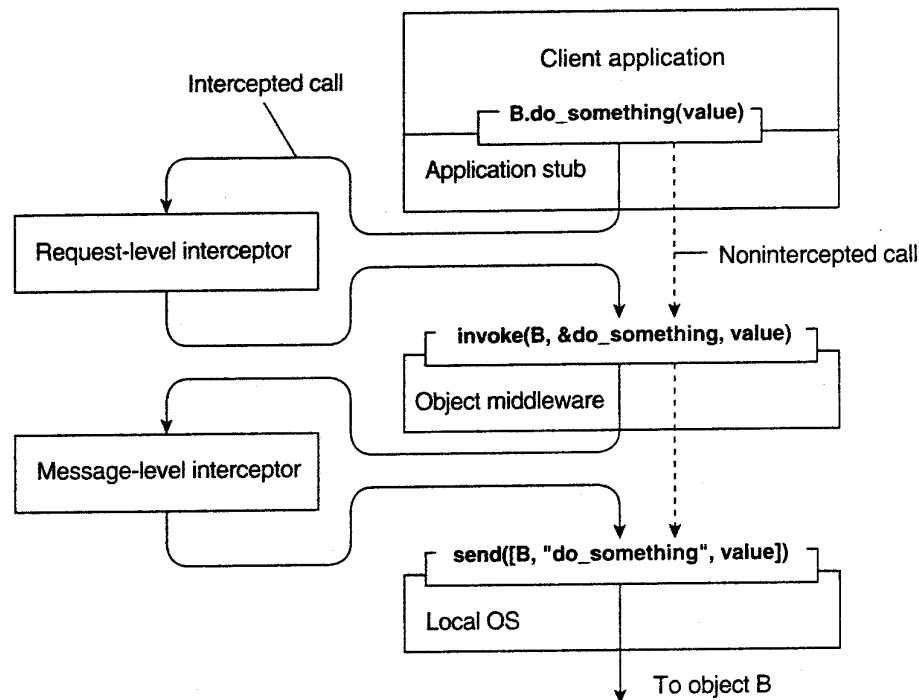 Client application
Intercepted call
B.do_something(value)
Application stub
Request-level interceptor
Nonintercepted call
invoke(B, &do_something, value)
Object middleware
Message-level interceptor
send([B, "do_something", value])
Local OS
To object B